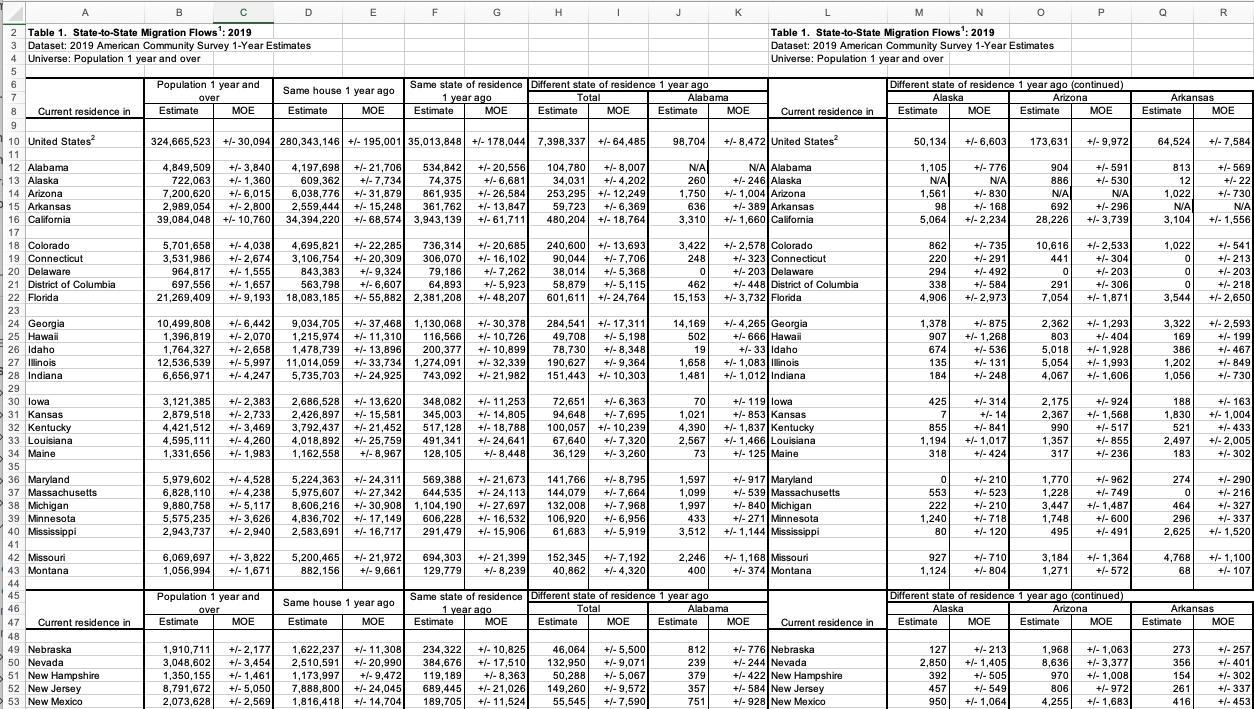 A B C D E F G H I J K L M N O P Q R
2 Table 1. State-to-State Migration Flows¹: 2019 Table 1. State-to-State Migration Flows¹: 2019
3 Dataset: 2019 American Community Survey 1-Year Estimates Dataset: 2019 American Community Survey 1-Year Estimates
4 Universe: Population 1 year and over Universe: Population 1 year and over
5
6 Population 1 year and Same house 1 year ago Same state of residence Different state of residence 1 year ago Different state of residence 1 year ago (continued)
7 over 1 year ago Total Alabama Alaska Arizona Arkansas
8 Current residence in Estimate MOE Estimate MOE Estimate MOE Estimate MOE Estimate MOE Current residence in Estimate MOE Estimate MOE Estimate MOE
9
10 United States² 324,665,523 +/- 30,094 280,343,146 +/- 195,001 35,013,848 +/- 178,044 7,398,337 +/- 64,485 98,704 +/- 8,472 United States² 50,134 +/- 6,603 173,631 +/- 9,972 64,524 +/- 7,584
11
12 Alabama 4,849,509 +/- 3,840 4,197,698 +/- 21,706 534,842 +/- 20,556 104,780 +/- 8,007 N/A N/A Alabama 1,105 +/- 776 904 +/- 591 813 +/- 569
13 Alaska 722,063 +/- 1,360 609,362 +/- 7,734 74,375 +/- 6,681 34,031 +/- 4,202 260 +/- 246 Alaska N/A N/A 886 +/- 530 12 +/- 22
14 Arizona 7,200,620 +/- 6,015 6,038,776 +/- 31,879 861,935 +/- 26,584 253,295 +/- 12,249 1,750 +/- 1,004 Arizona 1,561 +/- 830 N/A N/A 1,022 +/- 730
15 Arkansas 2,989,054 +/- 2,800 2,559,444 +/- 15,248 361,762 +/- 13,847 59,723 +/- 6,369 636 +/- 389 Arkansas 98 +/- 168 692 +/- 296 N/A N/A
16 California 39,084,048 +/- 10,760 34,394,220 +/- 68,574 3,943,139 +/- 61,711 480,204 +/- 18,764 3,310 +/- 1,660 California 5,064 +/- 2,234 28,226 +/- 3,739 3,104 +/- 1,556
17
18 Colorado 5,701,658 +/- 4,038 4,695,821 +/- 22,285 736,314 +/- 20,685 240,600 +/- 13,693 3,422 +/- 2,578 Colorado 862 +/- 735 10,616 +/- 2,533 1,022 +/- 541
19 Connecticut 3,531,986 +/- 2,674 3,106,754 +/- 20,309 306,070 +/- 16,102 90,044 +/- 7,706 248 +/- 323 Connecticut 220 +/- 291 441 +/- 304 0 +/- 213
20 Delaware 964,817 +/- 1,555 843,383 +/- 9,324 79,186 +/- 7,262 38,014 +/- 5,368 0 +/- 203 Delaware 294 +/- 492 0 +/- 203 0 +/- 203
21 District of Columbia 697,556 +/- 1,657 563,798 +/- 6,607 64,893 +/- 5,923 58,879 +/- 5,115 462 +/- 448 District of Columbia 338 +/- 584 291 +/- 306 0 +/- 218
22 Florida 21,269,409 +/- 9,193 18,083,185 +/- 55,882 2,381,208 +/- 48,207 601,611 +/- 24,764 15,153 +/- 3,732 Florida 4,906 +/- 2,973 7,054 +/- 1,871 3,544 +/- 2,650
23
24 Georgia 10,499,808 +/- 6,442 9,034,705 +/- 37,468 1,130,068 +/- 30,378 284,541 +/- 17,311 14,169 +/- 4,265 Georgia 1,378 +/- 875 2,362 +/- 1,293 3,322 +/- 2,593
25 Hawaii 1,396,819 +/- 2,070 1,215,974 +/- 11,310 116,566 +/- 10,726 49,708 +/- 5,198 502 +/- 666 Hawaii 907 +/- 1,268 803 +/- 404 169 +/- 199
26 Idaho 1,764,327 +/- 2,658 1,478,739 +/- 13,896 200,377 +/- 10,899 78,730 +/- 8,348 19 +/- 33 Idaho 674 +/- 536 5,018 +/- 1,928 386 +/- 467
27 Illinois 12,536,539 +/- 5,997 11,014,059 +/- 33,734 1,274,091 +/- 32,339 190,627 +/- 9,364 1,658 +/- 1,083 Illinois 135 +/- 131 5,054 +/- 1,993 1,202 +/- 849
28 Indiana 6,656,971 +/- 4,247 5,735,703 +/- 24,925 743,092 +/- 21,982 151,443 +/- 10,303 1,481 +/- 1,012 Indiana 184 +/- 248 4,067 +/- 1,606 1,056 +/- 730
29
30 Iowa 3,121,385 +/- 2,383 2,686,528 +/- 13,620 348,082 +/- 11,253 72,651 +/- 6,363 70 +/- 119 Iowa 425 +/- 314 2,175 +/- 924 188 +/- 163
31 Kansas 2,879,518 +/- 2,733 2,426,897 +/- 15,581 345,003 +/- 14,805 94,648 +/- 7,695 1,021 +/- 853 Kansas 7 +/- 14 2,367 +/- 1,568 1,830 +/- 1,004
32 Kentucky 4,421,512 +/- 3,469 3,792,437 +/- 21,452 517,128 +/- 18,788 100,057 +/- 10,239 4,390 +/- 1,837 Kentucky 855 +/- 841 990 +/- 517 521 +/- 433
33 Louisiana 4,595,111 +/- 4,260 4,018,892 +/- 25,759 491,341 +/- 24,641 67,640 +/- 7,320 2,567 +/- 1,466 Louisiana 1,194 +/- 1,017 1,357 +/- 855 2,497 +/- 2,005
34 Maine 1,331,656 +/- 1,983 1,162,558 +/- 8,967 128,105 +/- 8,448 36,129 +/- 3,260 73 +/- 125 Maine 318 +/- 424 317 +/- 236 183 +/- 302
35
36 Maryland 5,979,602 +/- 4,528 5,224,363 +/- 24,311 569,388 +/- 21,673 141,766 +/- 8,795 1,597 +/- 917 Maryland 0 +/- 210 1,770 +/- 962 274 +/- 290
37 Massachusetts 6,828,110 +/- 4,238 5,975,607 +/- 27,342 644,535 +/- 24,113 144,079 +/- 7,664 1,099 +/- 539 Massachusetts 553 +/- 523 1,228 +/- 749 0 +/- 216
38 Michigan 9,880,758 +/- 5,117 8,606,216 +/- 30,908 1,104,190 +/- 27,697 132,008 +/- 7,968 1,997 +/- 840 Michigan 222 +/- 210 3,447 +/- 1,487 464 +/- 327
39 Minnesota 5,575,235 +/- 3,626 4,836,702 +/- 17,149 606,228 +/- 16,532 106,920 +/- 6,956 433 +/- 271 Minnesota 1,240 +/- 718 1,748 +/- 600 296 +/- 337
40 Mississippi 2,943,737 +/- 2,940 2,583,691 +/- 16,717 291,479 +/- 15,906 61,683 +/- 5,919 3,512 +/- 1,144 Mississippi 80 +/- 120 495 +/- 491 2,625 +/- 1,520
41
42 Missouri 6,069,697 +/- 3,822 5,200,465 +/- 21,972 694,303 +/- 21,399 152,345 +/- 7,192 2,246 +/- 1,168 Missouri 927 +/- 710 3,184 +/- 1,364 4,768 +/- 1,100
43 Montana 1,056,994 +/- 1,671 882,156 +/- 9,661 129,779 +/- 8,239 40,862 +/- 4,320 400 +/- 374 Montana 1,124 +/- 804 1,271 +/- 572 68 +/- 107
44
45 Population 1 year and Same house 1 year ago Same state of residence Different state of residence 1 year ago Different state of residence 1 year ago (continued)
46 over 1 year ago Total Alabama Alaska Arizona Arkansas
47 Current residence in Estimate MOE Estimate MOE Estimate MOE Estimate MOE Estimate MOE Current residence in Estimate MOE Estimate MOE Estimate MOE
48
49 Nebraska 1,910,711 +/- 2,177 1,622,237 +/- 11,308 234,322 +/- 10,825 46,064 +/- 5,500 812 +/- 776 Nebraska 127 +/- 213 1,968 +/- 1,063 273 +/- 257
50 Nevada 3,048,602 +/- 3,454 2,510,591 +/- 20,990 384,676 +/- 17,510 132,950 +/- 9,071 239 +/- 244 Nevada 2,850 +/- 1,405 8,636 +/- 3,377 356 +/- 401
51 New Hampshire 1,350,155 +/- 1,461 1,173,997 +/- 9,472 119,189 +/- 8,363 50,288 +/- 5,067 379 +/- 422 New Hampshire 392 +/- 505 970 +/- 1,008 154 +/- 302
52 New Jersey 8,791,672 +/- 5,050 7,888,800 +/- 24,045 689,445 +/- 21,026 149,260 +/- 9,572 357 +/- 584 New Jersey 457 +/- 549 806 +/- 972 261 +/- 337
53 New Mexico 2,073,628 +/- 2,569 1,816,418 +/- 14,704 189,705 +/- 11,524 55,545 +/- 7,590 751 +/- 928 New Mexico 950 +/- 1,064 4,255 +/- 1,683 416 +/- 453